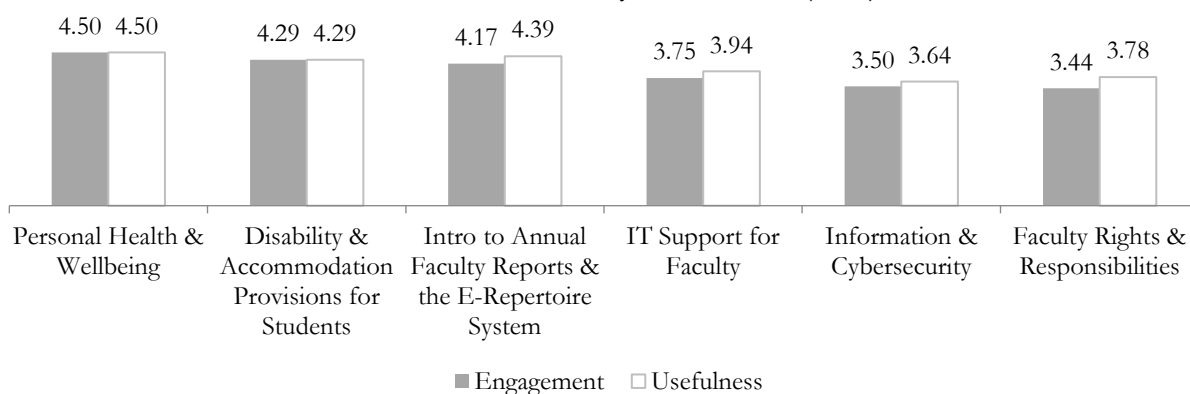 4.50 4.50
4.29 4.29
4.17 4.39
3.75 3.94
3.50 3.64
3.44 3.78
Personal Health &
Wellbeing
Disability &
Accommodation
Provisions for
Students
Intro to Annual
Faculty Reports &
the E-Repertoire
System
IT Support for
Faculty
Information &
Cybersecurity
Faculty Rights &
Responsibilities
Engagement Usefulness